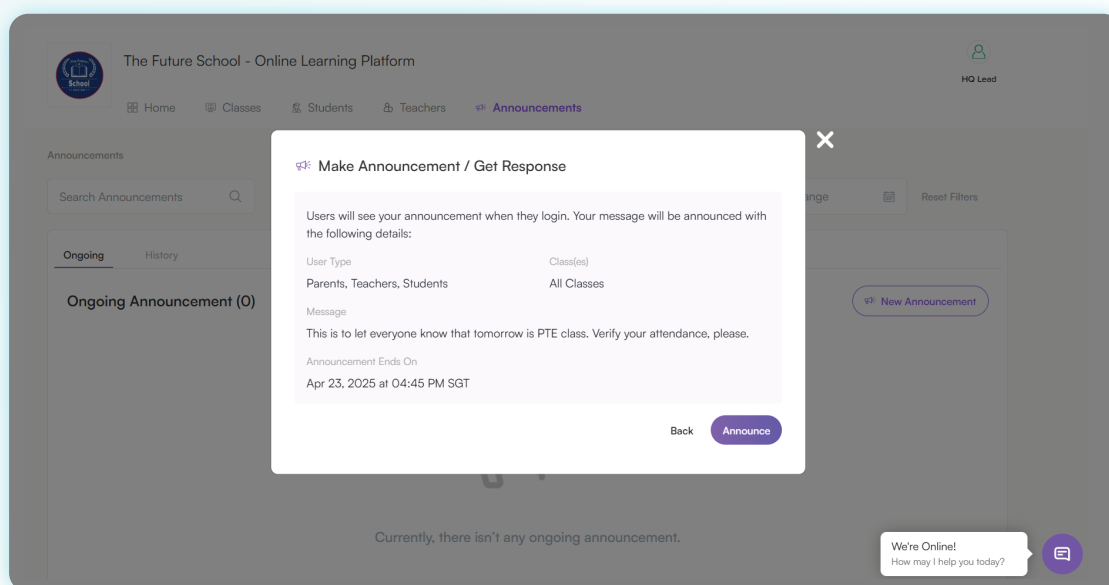 The Future School - Online Learning Platform
HQ Lead
School
Home Classes Students Teachers Announcements
Announcements
Make Announcement / Get Response
Search Announcements
nge
Reset Filters
Users will see your announcement when they login. Your message will be announced with
the following details:
Ongoing History
User Type Class(es)
Parents, Teachers, Students All Classes
Ongoing Announcement (0)
New Announcement
Message
This is to let everyone know that tomorrow is PTE class. Verify your attendance, please.
Announcement Ends On
Apr 23, 2025 at 04:45 PM SGT
Back Announce
Currently, there isn't any ongoing announcement.
We're Online!
How may I help you today?